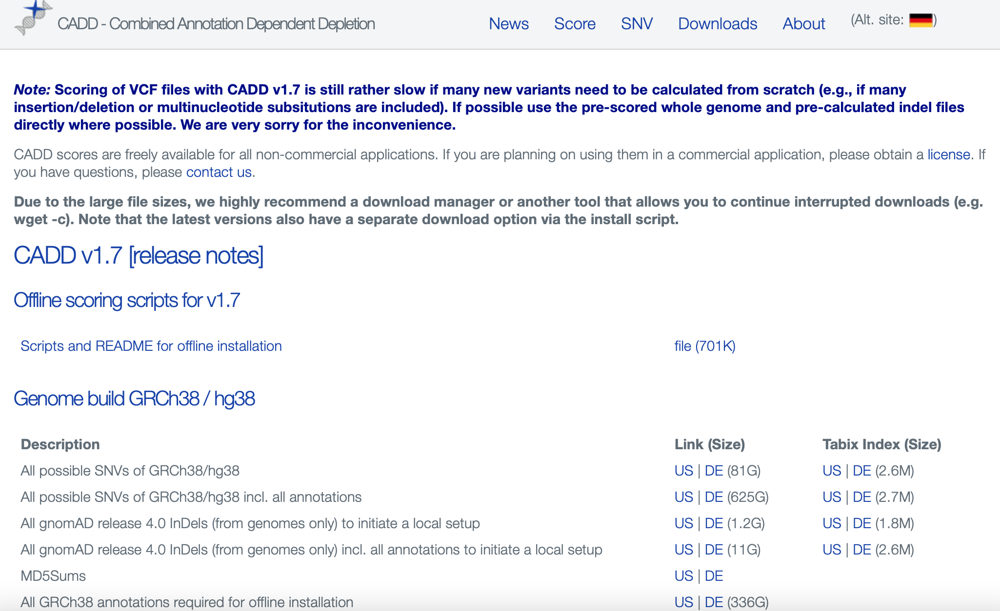 CADD - Combined Annotation Dependent Depletion News Score SNV Downloads About (Alt. site: )
Note: Scoring of VCF files with CADD v1.7 is still rather slow if many new variants need to be calculated from scratch (e.g., if many
insertion/deletion or multinucleotide subsitutions are included). If possible use the pre-scored whole genome and pre-calculated indel files
directly where possible. We are very sorry for the inconvenience.
CADD scores are freely available for all non-commercial applications. If you are planning on using them in a commercial application, please obtain a license. If
you have questions, please contact us.
Due to the large file sizes, we highly recommend a download manager or another tool that allows you to continue interrupted downloads (e.g.
wget -c). Note that the latest versions also have a separate download option via the install script.
CADD v1.7 [release notes]
Offline scoring scripts for v1.7
Scripts and README for offline installation file (701K)
Genome build GRCh38 / hg38
Description Link (Size) Tabix Index (Size)
All possible SNVs of GRCh38/hg38 US | DE (81G) US | DE (2.6M)
All possible SNVs of GRCh38/hg38 incl. all annotations US | DE (625G) US | DE (2.7M)
All gnomAD release 4.0 InDels (from genomes only) to initiate a local setup US | DE (1.2G) US | DE (1.8M)
All gnomAD release 4.0 InDels (from genomes only) incl. all annotations to initiate a local setup US | DE (11G) US | DE (2.6M)
MD5Sums US | DE
All GRCh38 annotations required for offline installation US | DE (336G)